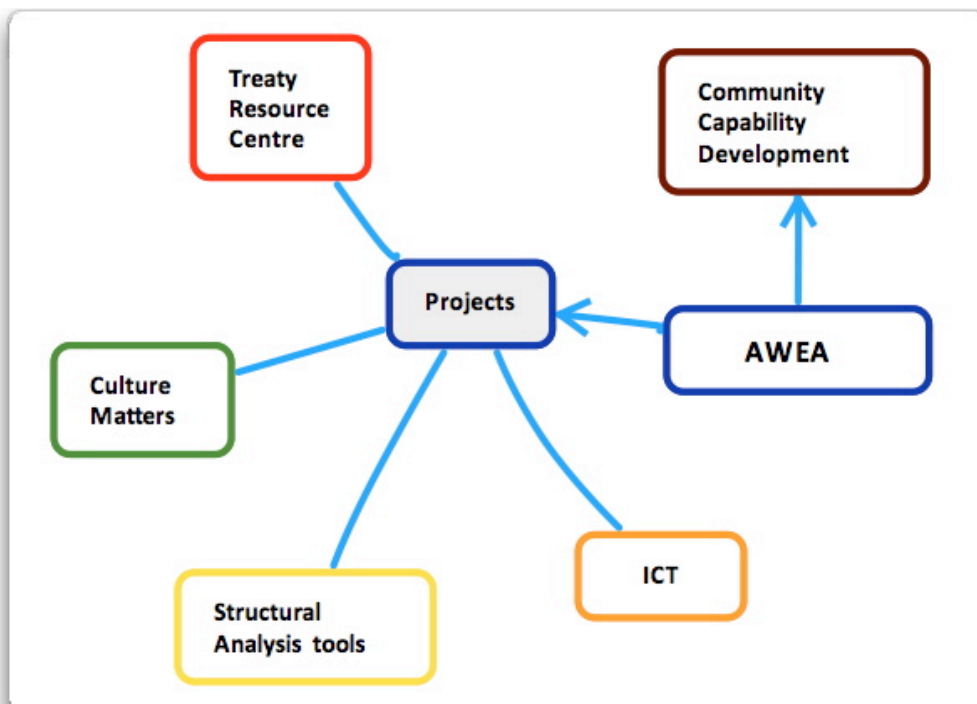 Treaty
Resource
Centre
Community
Capability
Development
Projects
AWEA
Culture
Matters
ICT
Structural
Analysis tools